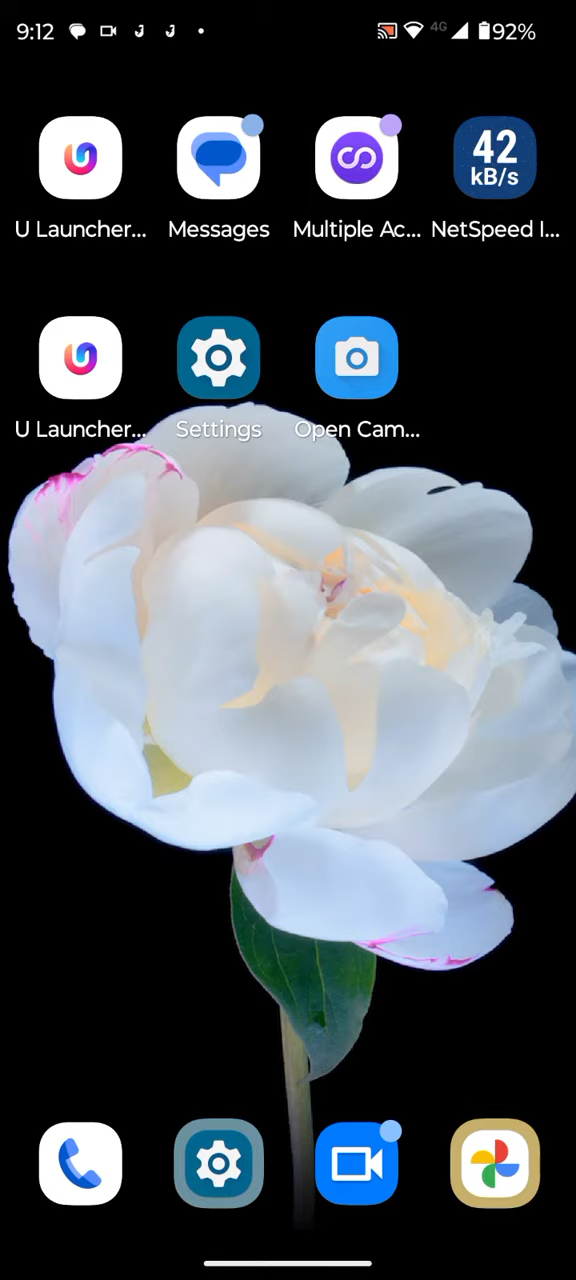 9:12 4G 92%
42
kB/s
U Launcher... Messages Multiple Ac... NetSpeed I...
U Launcher... Settings Open Cam...